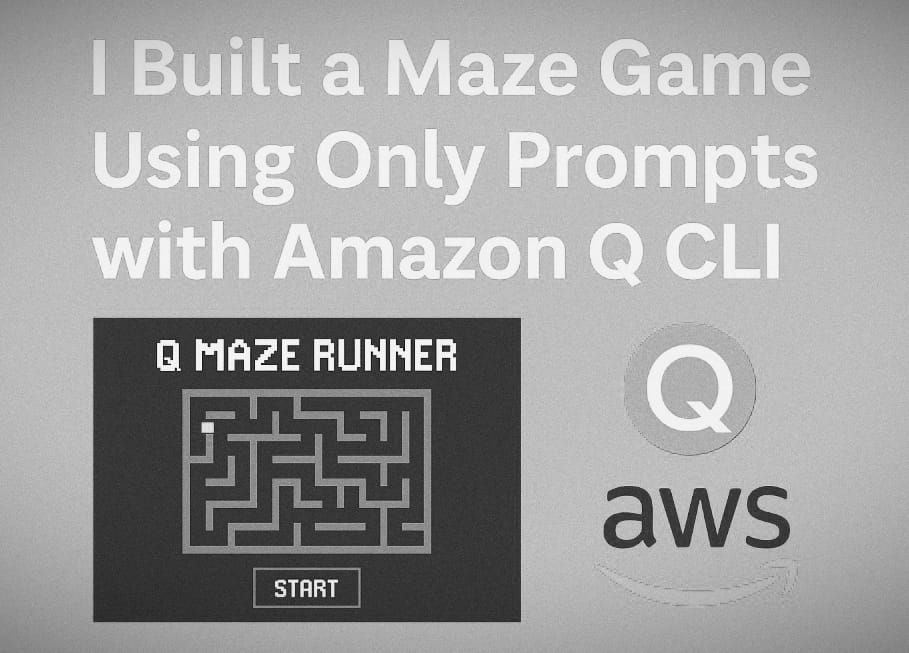 I Built a Maze Game
Using Only Prompts
with Amazon Q CLI
Q MAZE RUNNER
START
Q
aws